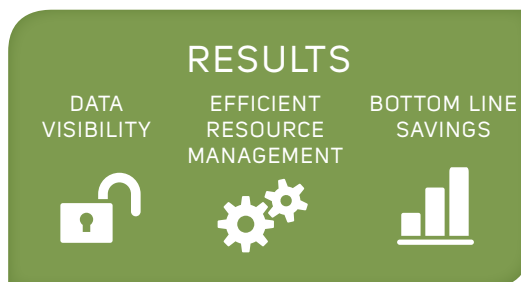 RESULTS
DATA
VISIBILITY
EFFICIENT
RESOURCE
MANAGEMENT
BOTTOM LINE
SAVINGS